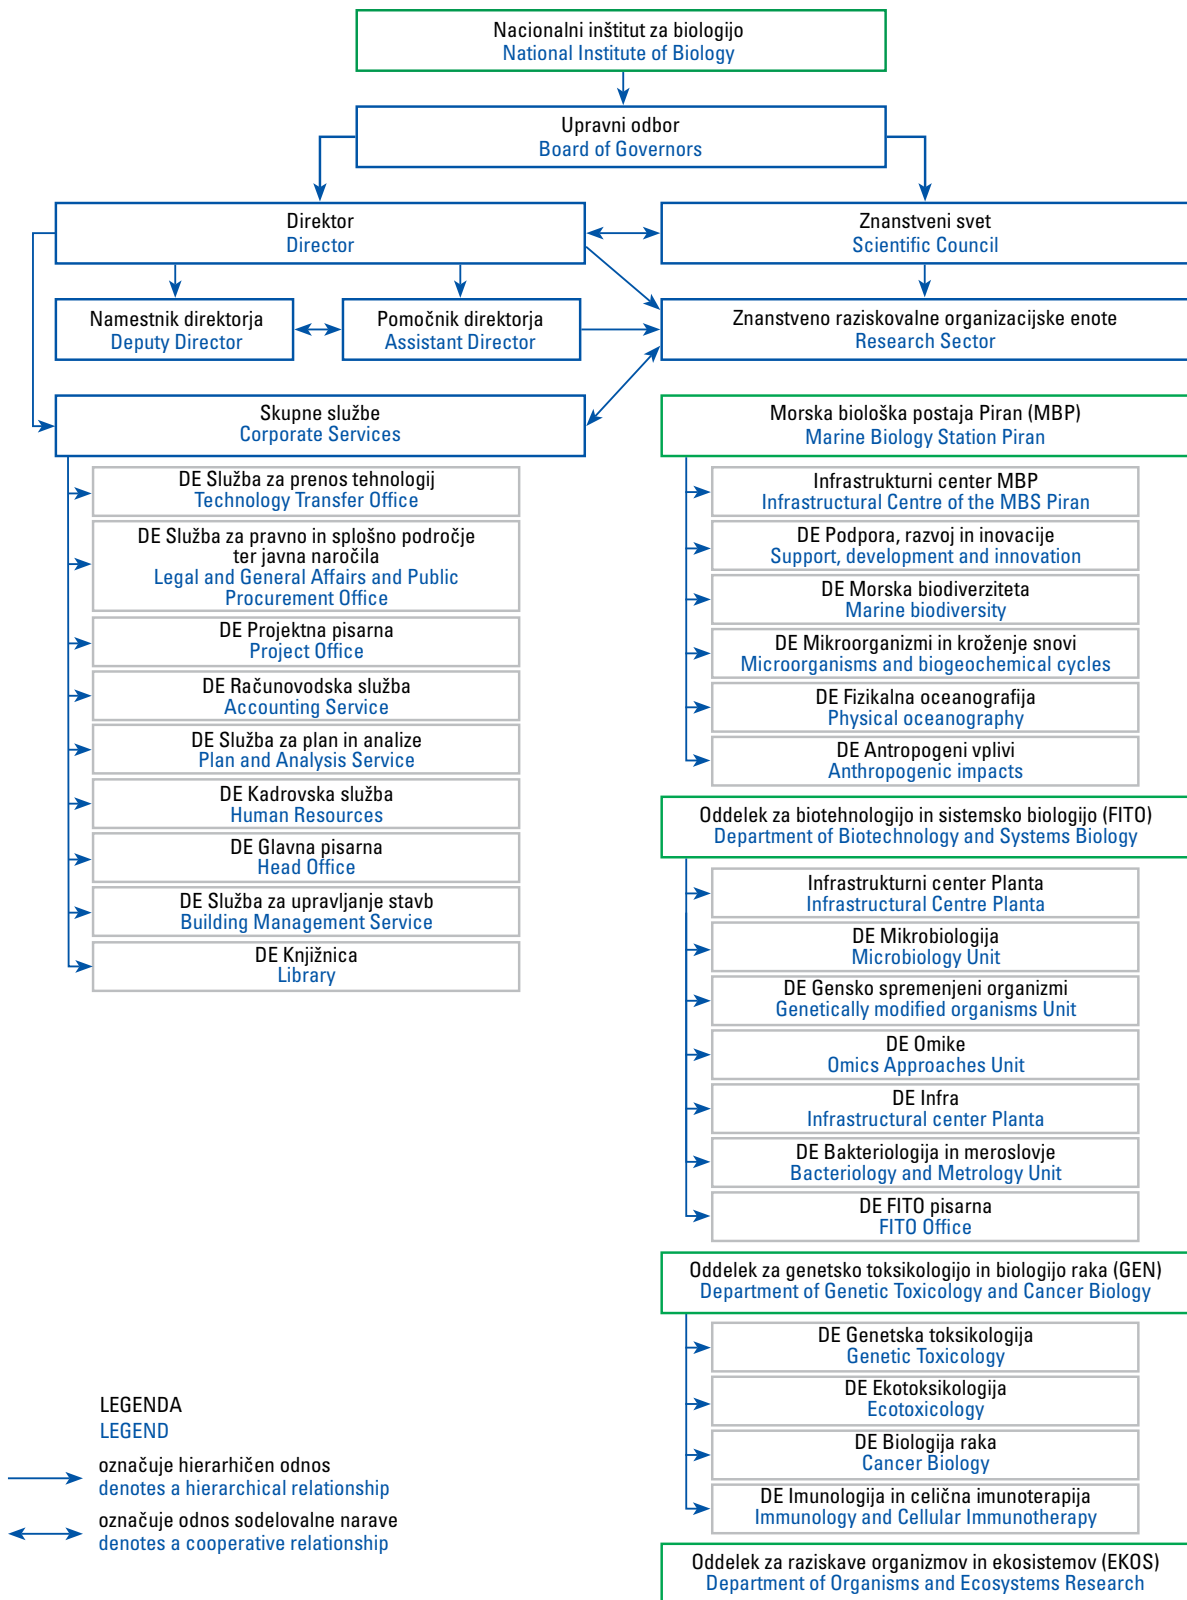 Nacionalni inštitut za biologijo
National Institute of Biology
Upravni odbor
Board of Governors
Direktor
Director
Znanstveni svet
Scientific Council
Namestnik direktorja
Deputy Director
Pomočnik direktorja
Assistant Director
Znanstveno raziskovalne organizacijske enote
Research Sector
Skupne službe
Corporate Services
DE Služba za prenos tehnologij
Technology Transfer Office
DE Služba za pravno in splošno področje
ter javna naročila
Legal and General Affairs and Public
Procurement Office
DE Projektna pisarna
Project Office
DE Računovodska služba
Accounting Service
DE Služba za plan in analize
Plan and Analysis Service
DE Kadrovska služba
Human Resources
DE Glavna pisarna
Head Office
DE Služba za upravljanje stavb
Building Management Service
DE Knjižnica
Library
Morska biološka postaja Piran (MBP)
Marine Biology Station Piran
Infrastrukturni center MBP
Infrastructural Centre of the MBS Piran
DE Podpora, razvoj in inovacije
Support, development and innovation
DE Morska biodiverziteta
Marine biodiversity
DE Mikroorganizmi in kroženje snovi
Microorganisms and biogeochemical cycles
DE Fizikalna oceanografija
Physical oceanography
DE Antropogeni vplivi
Anthropogenic impacts
Oddelek za biotehnologijo in sistemsko biologijo (FITO)
Department of Biotechnology and Systems Biology
Infrastrukturni center Planta
Infrastructural Centre Planta
DE Mikrobiologija
Microbiology Unit
DE Gensko spremenjeni organizmi
Genetically modified organisms Unit
DE Omike
Omics Approaches Unit
DE Infra
Infrastructural center Planta
DE Bakteriologija in meroslovje
Bacteriology and Metrology Unit
DE FITO pisarna
FITO Office
Oddelek za genetsko toksikologijo in biologijo raka (GEN)
Department of Genetic Toxicology and Cancer Biology
DE Genetska toksikologija
Genetic Toxicology
DE Ekotoksikologija
Ecotoxicology
DE Biologija raka
Cancer Biology
DE Imunologija in celična imunoterapija
Immunology and Cellular Immunotherapy
Oddelek za raziskave organizmov in ekosistemov (EKOS)
Department of Organisms and Ecosystems Research
LEGENDA
LEGEND
označuje hierarhičen odnos
denotes a hierarchical relationship
označuje odnos sodelovalne narave
denotes a cooperative relationship